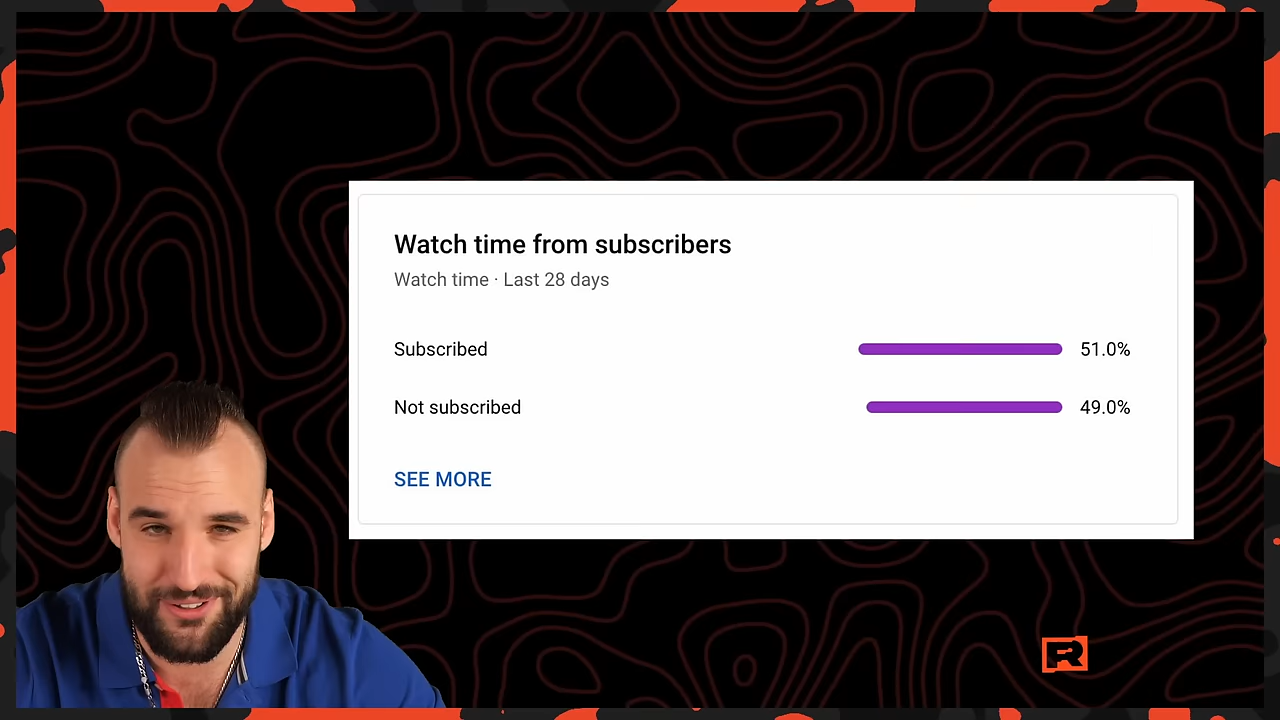 Watch time from subscribers
Watch time · Last 28 days
Subscribed 51.0%
Not subscribed 49.0%
SEE MORE